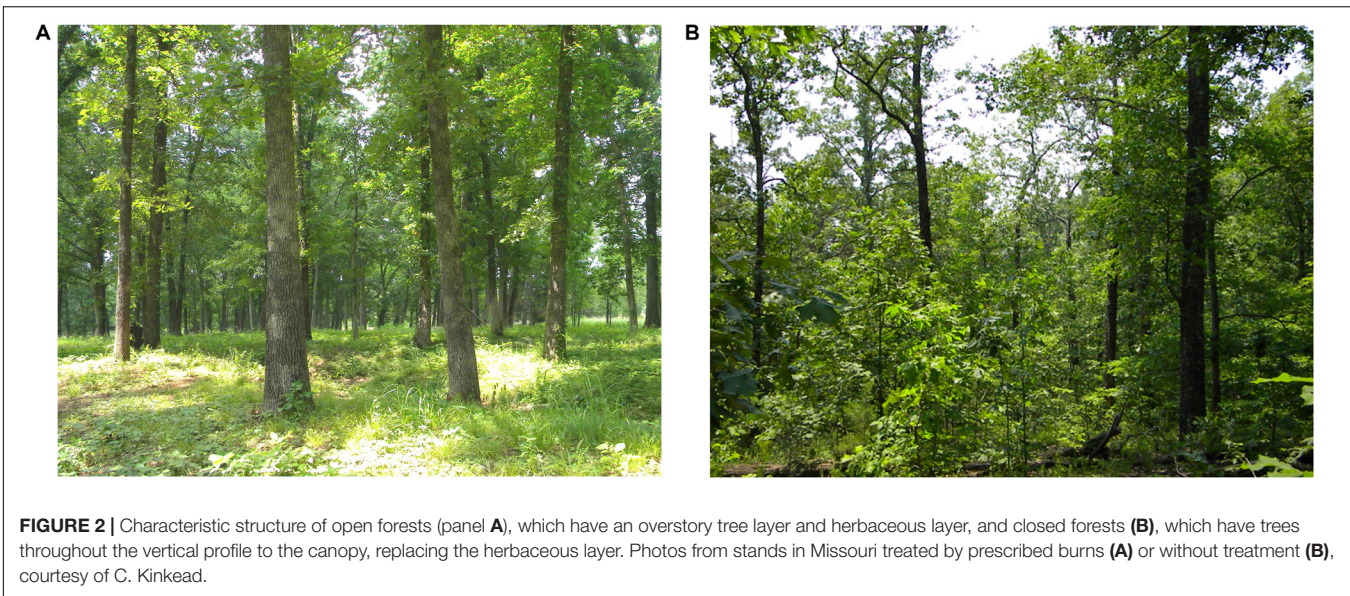 A
B
FIGURE 2 | Characteristic structure of open forests (panel A), which have an overstory tree layer and herbaceous layer, and closed forests (B), which have trees
throughout the vertical profile to the canopy, replacing the herbaceous layer. Photos from stands in Missouri treated by prescribed burns (A) or without treatment (B),
courtesy of C. Kinkead.